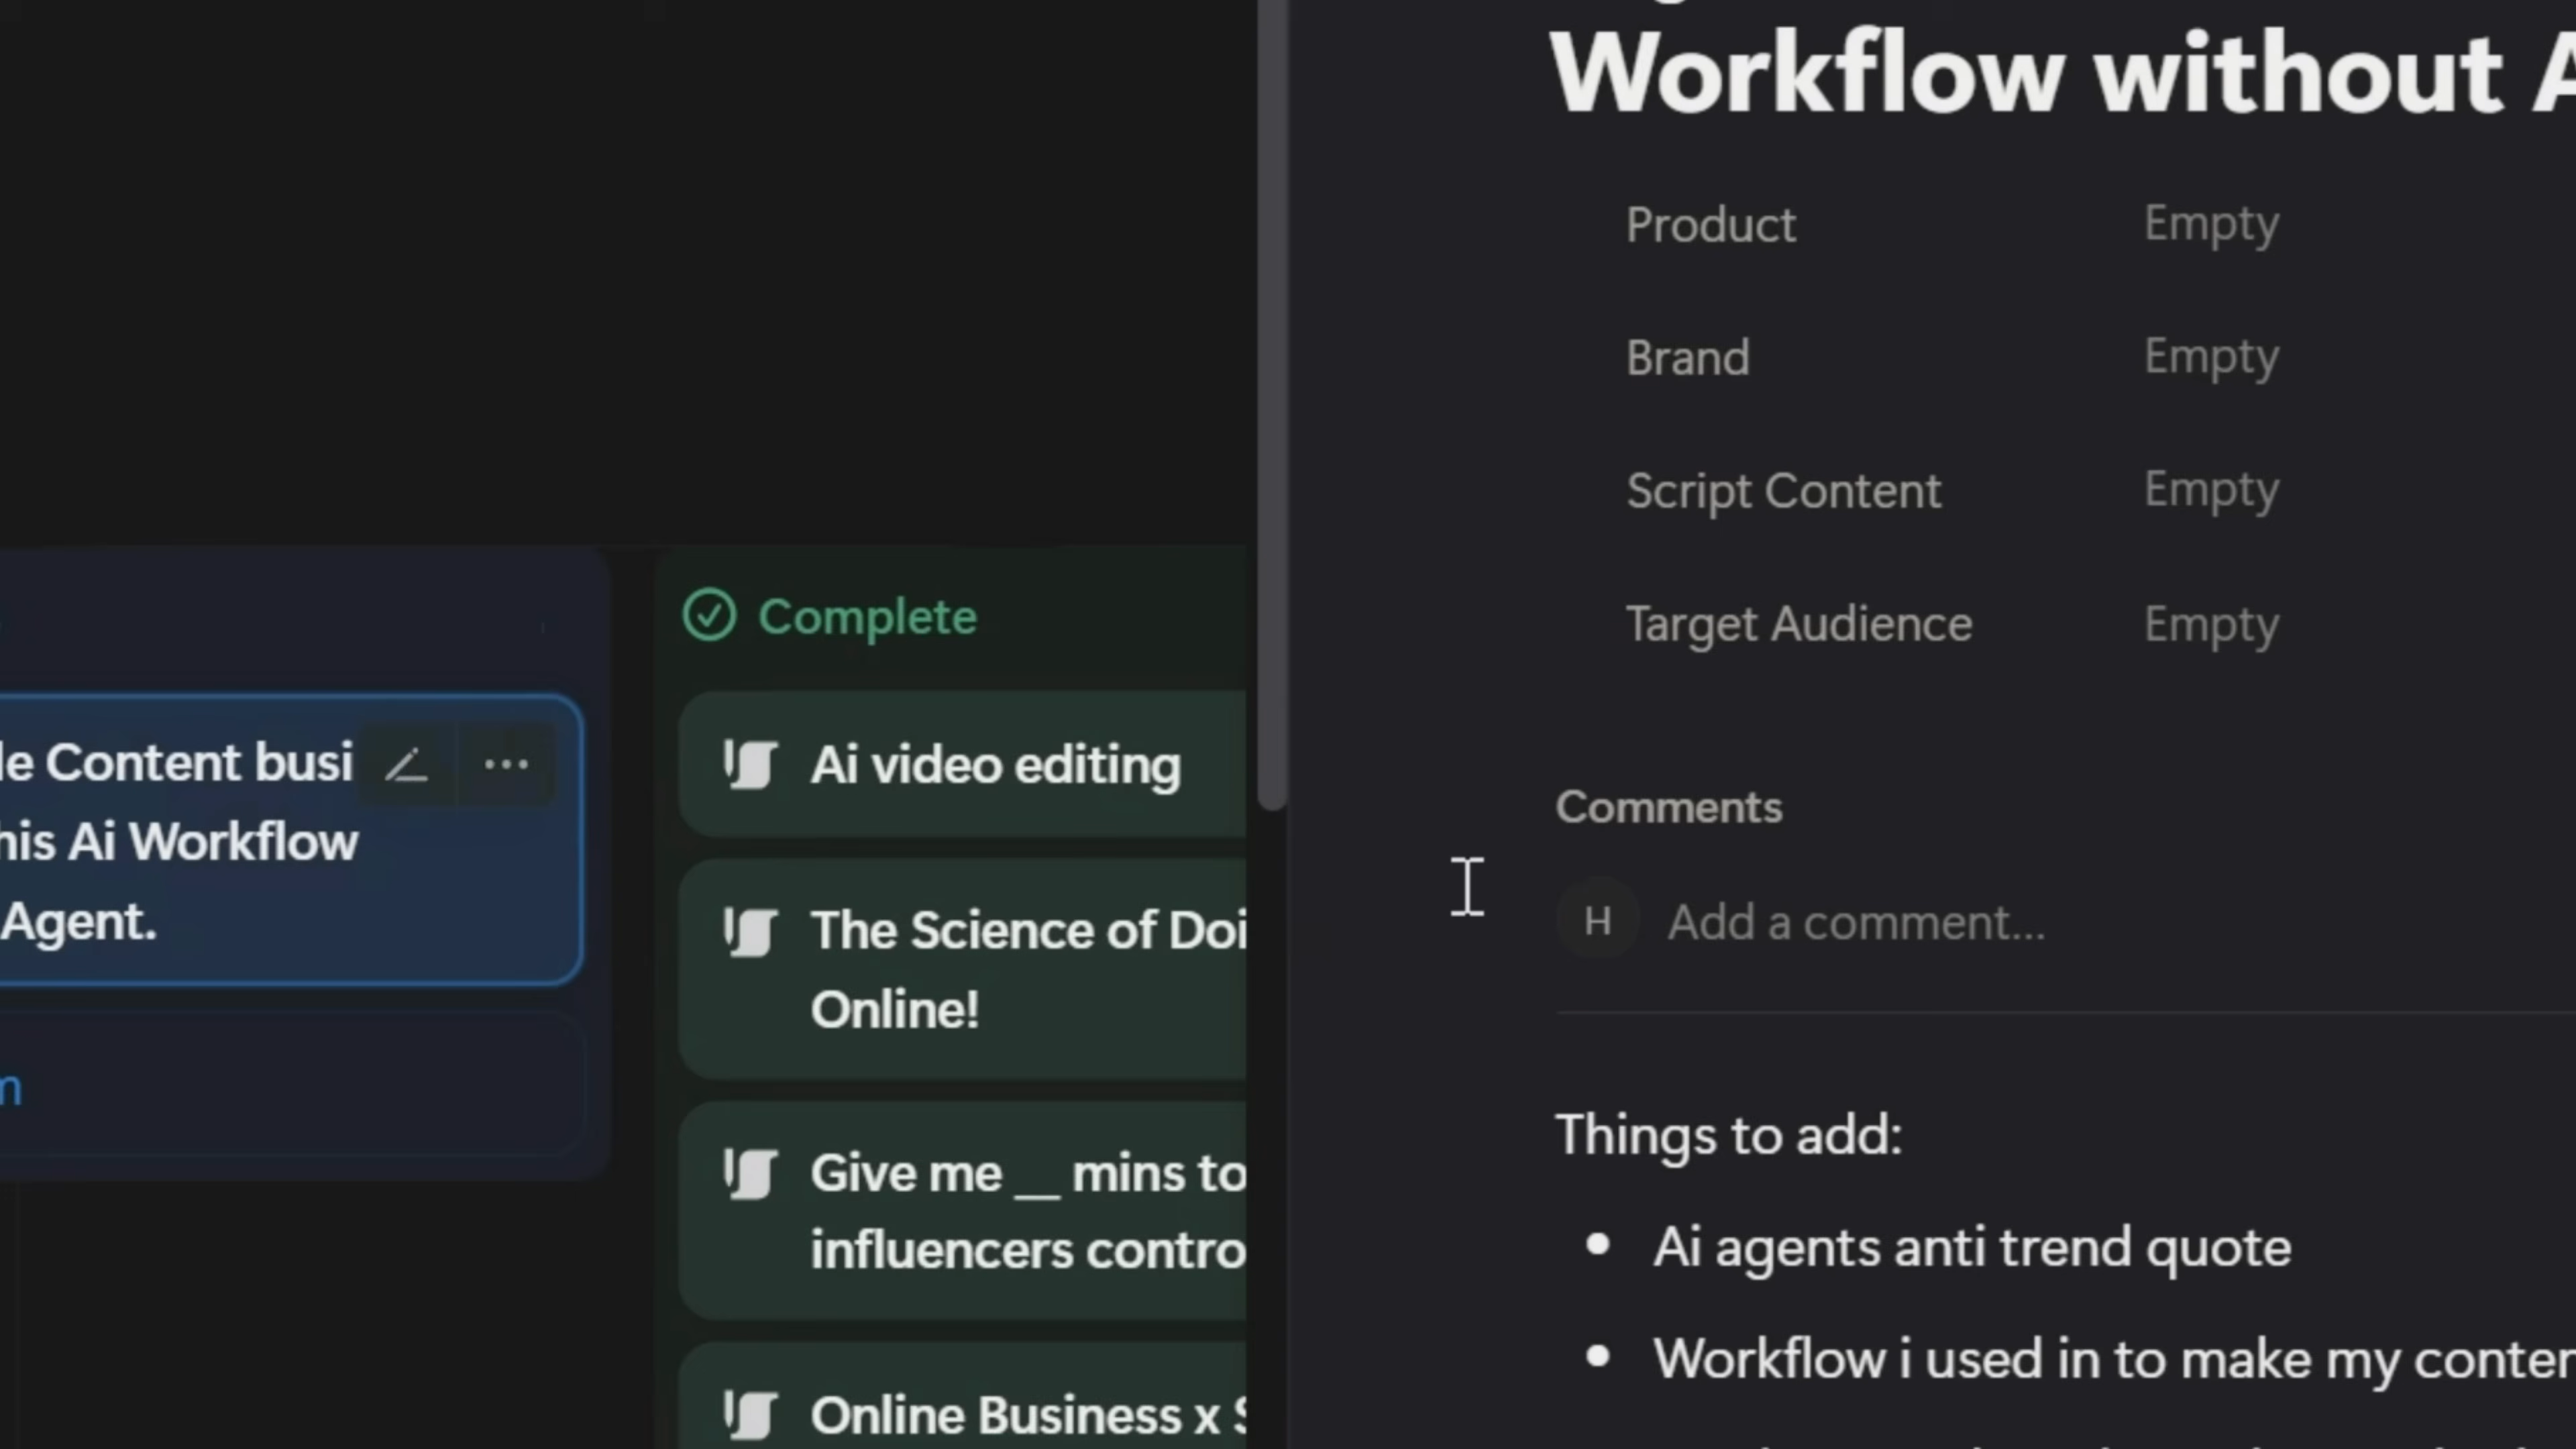 Workflow without
Product Empty
Brand Empty
Script Content Empty
Target Audience Empty
Comments
H Add a comment...
Things to add:
• Ai agents anti trend quote
• Workflow i used in to make my conten
le Content busi
his Ai Workflow
Agent.
Complete
Ai video editing
The Science of Doi
Online!
Give me __ mins to
influencers contro
Online Business x